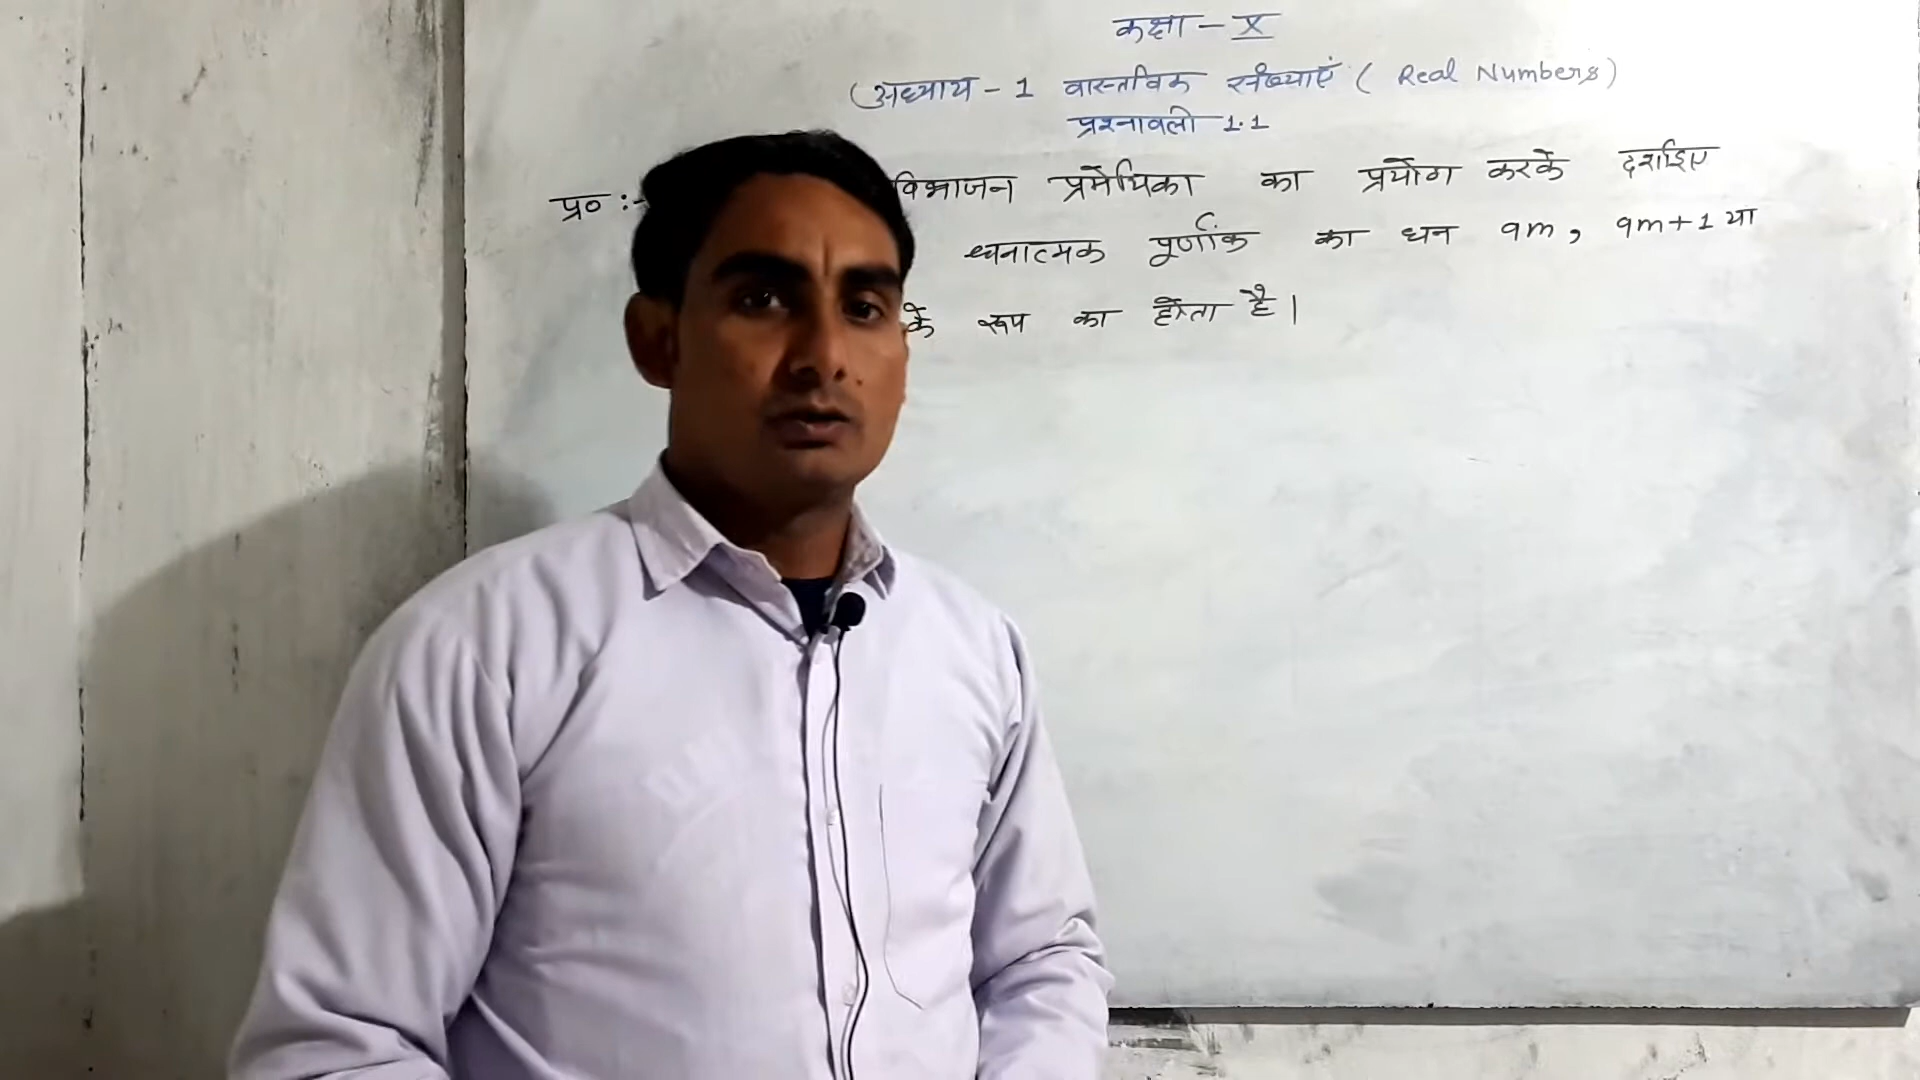 कक्षा - X
(अध्याय - 1 वास्तविक संख्याएं ( Real Numbers)
प्रश्नावली 1.1
प्र० :- विभाजन प्रमेयिका का प्रयोग करके दर्शाइए
धनात्मक पूर्णांक का घन 9m, 9m+1 या
के रूप का होता है।